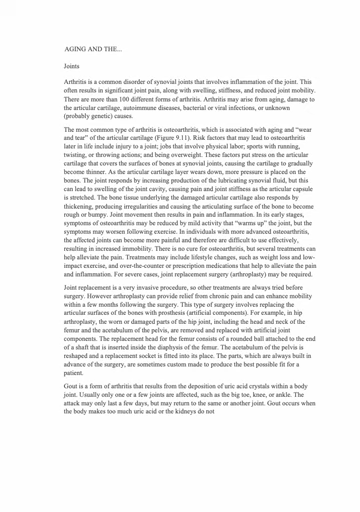 AGING AND THE...
Joints
Arthritis is a common disorder of synovial joints that involves inflammation of the joint. This
often results in significant joint pain, along with swelling, stiffness, and reduced joint mobility.
There are more than 100 different forms of arthritis. Arthritis may arise from aging, damage to
the articular cartilage, autoimmune diseases, bacterial or viral infections, or unknown
(probably genetic) causes.
The most common type of arthritis is osteoarthritis, which is associated with aging and “wear
and tear” of the articular cartilage (Figure 9.11). Risk factors that may lead to osteoarthritis
later in life include injury to a joint; jobs that involve physical labor; sports with running,
twisting, or throwing actions; and being overweight. These factors put stress on the articular
cartilage that covers the surfaces of bones at synovial joints, causing the cartilage to gradually
become thinner. As the articular cartilage layer wears down, more pressure is placed on the
bones. The joint responds by increasing production of the lubricating synovial fluid, but this
can lead to swelling of the joint cavity, causing pain and joint stiffness as the articular capsule
is stretched. The bone tissue underlying the damaged articular cartilage also responds by
thickening, producing irregularities and causing the articulating surface of the bone to become
rough or bumpy. Joint movement then results in pain and inflammation. In its early stages,
symptoms of osteoarthritis may be reduced by mild activity that “warms up” the joint, but the
symptoms may worsen following exercise. In individuals with more advanced osteoarthritis,
the affected joints can become more painful and therefore are difficult to use effectively,
resulting in increased immobility. There is no cure for osteoarthritis, but several treatments can
help alleviate the pain. Treatments may include lifestyle changes, such as weight loss and low-
impact exercise, and over-the-counter or prescription medications that help to alleviate the pain
and inflammation. For severe cases, joint replacement surgery (arthroplasty) may be required.
Joint replacement is a very invasive procedure, so other treatments are always tried before
surgery. However arthroplasty can provide relief from chronic pain and can enhance mobility
within a few months following the surgery. This type of surgery involves replacing the
articular surfaces of the bones with prosthesis (artificial components). For example, in hip
arthroplasty, the worn or damaged parts of the hip joint, including the head and neck of the
femur and the acetabulum of the pelvis, are removed and replaced with artificial joint
components. The replacement head for the femur consists of a rounded ball attached to the end
of a shaft that is inserted inside the diaphysis of the femur. The acetabulum of the pelvis is
reshaped and a replacement socket is fitted into its place. The parts, which are always built in
advance of the surgery, are sometimes custom made to produce the best possible fit for a
patient.
Gout is a form of arthritis that results from the deposition of uric acid crystals within a body
joint. Usually only one or a few joints are affected, such as the big toe, knee, or ankle. The
attack may only last a few days, but may return to the same or another joint. Gout occurs when
the body makes too much uric acid or the kidneys do not